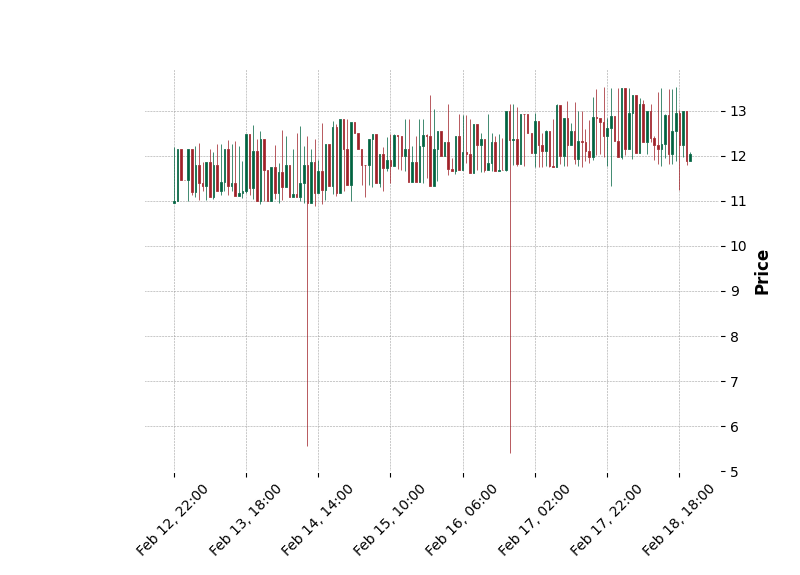 13
12
11
10
9
8
7
6
5
Price
Feb 12, 22:00
Feb 13, 18:00
Feb 14, 14:00
Feb 15, 10:00
Feb 16, 06:00
Feb 17, 02:00
Feb 17, 22:00
Feb 18, 18:00